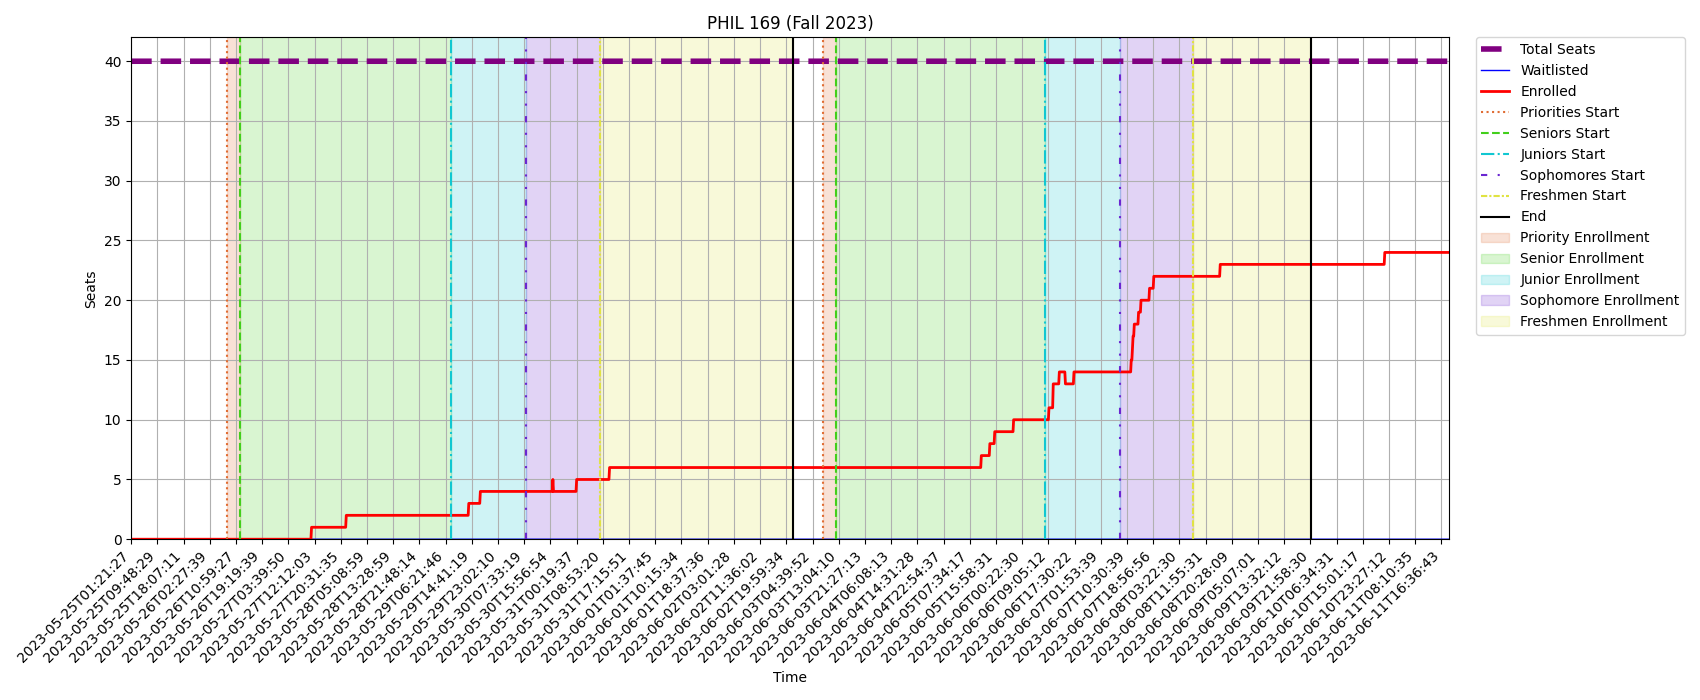 PHIL 169 (Fall 2023)
Seats
40
35
30
25
20
15
10
5
0
2023-05-25T01:21:27
2023-05-25T09:48:29
2023-05-25T18:07:11
2023-05-26T02:27:39
2023-05-26T10:59:27
2023-05-26T19:19:39
2023-05-27T03:39:50
2023-05-27T12:12:03
2023-05-27T20:31:35
2023-05-28T05:08:59
2023-05-28T13:28:59
2023-05-28T21:48:14
2023-05-29T06:21:46
2023-05-29T14:41:19
2023-05-29T23:02:10
2023-05-30T07:33:19
2023-05-30T15:56:54
2023-05-31T00:19:37
2023-05-31T08:53:20
2023-05-31T17:15:51
2023-06-01T01:37:45
2023-06-01T10:15:34
2023-06-01T18:37:36
2023-06-02T03:01:28
2023-06-02T11:36:02
2023-06-02T19:59:34
2023-06-03T04:39:52
2023-06-03T13:04:10
2023-06-03T21:27:13
2023-06-04T06:08:13
2023-06-04T14:31:28
2023-06-04T22:54:37
2023-06-05T07:34:17
2023-06-05T15:58:31
2023-06-06T00:22:30
2023-06-06T09:05:12
2023-06-06T17:30:22
2023-06-07T01:53:39
2023-06-07T10:30:39
2023-06-07T18:56:56
2023-06-08T03:22:30
2023-06-08T11:55:31
2023-06-08T20:28:09
2023-06-09T05:07:01
2023-06-09T13:32:12
2023-06-09T21:58:30
2023-06-10T06:34:31
2023-06-10T15:01:17
2023-06-10T23:27:12
2023-06-11T08:10:35
2023-06-11T16:36:43
Time
Total Seats
Waitlisted
Enrolled
Priorities Start
Seniors Start
Juniors Start
Sophomores Start
Freshmen Start
End
Priority Enrollment
Senior Enrollment
Junior Enrollment
Sophomore Enrollment
Freshmen Enrollment